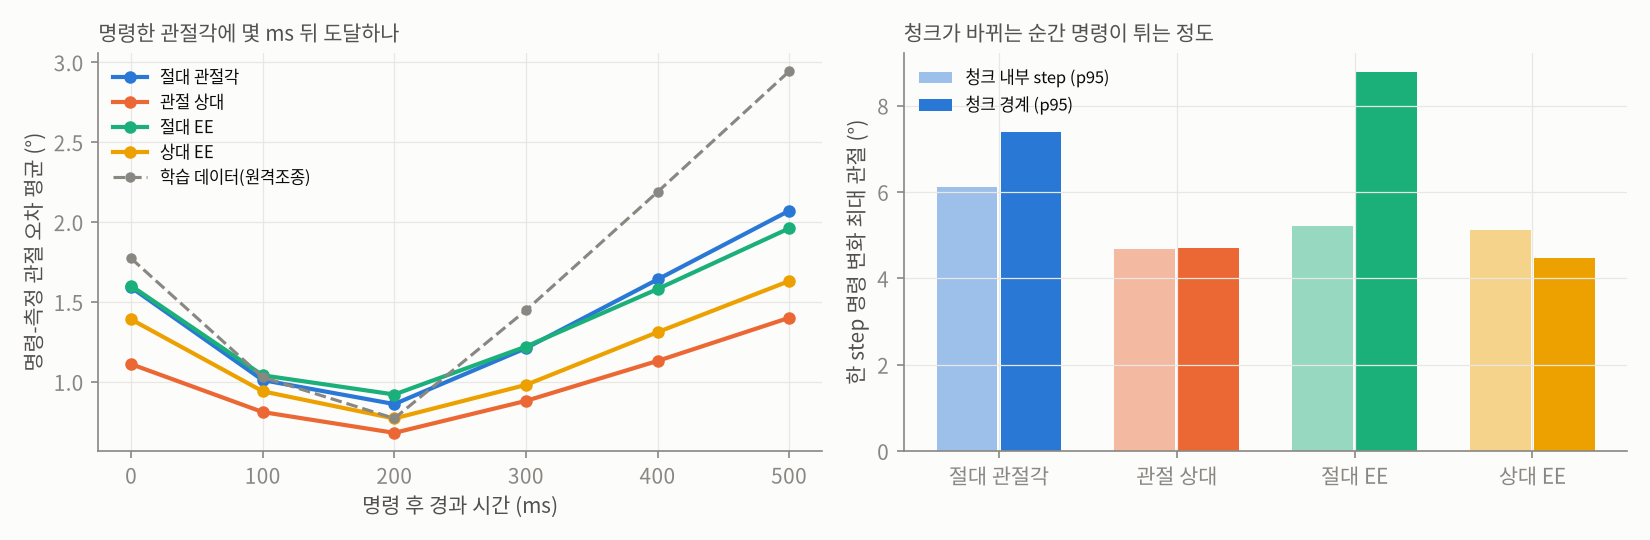 명령한 관절각에 몇 ms 뒤 도달하나
명령-측정 관절 오차 평균 (°)
3.0
2.5
2.0
1.5
1.0
절대 관절각
관절 상대
절대 EE
상대 EE
학습 데이터(원격조종)
0 100 200 300 400 500
명령 후 경과 시간 (ms)
청크가 바뀌는 순간 명령이 튀는 정도
한 step 명령 변화 최대 관절 (°)
8
6
4
2
0
청크 내부 step (p95)
청크 경계 (p95)
절대 관절각 관절 상대 절대 EE 상대 EE